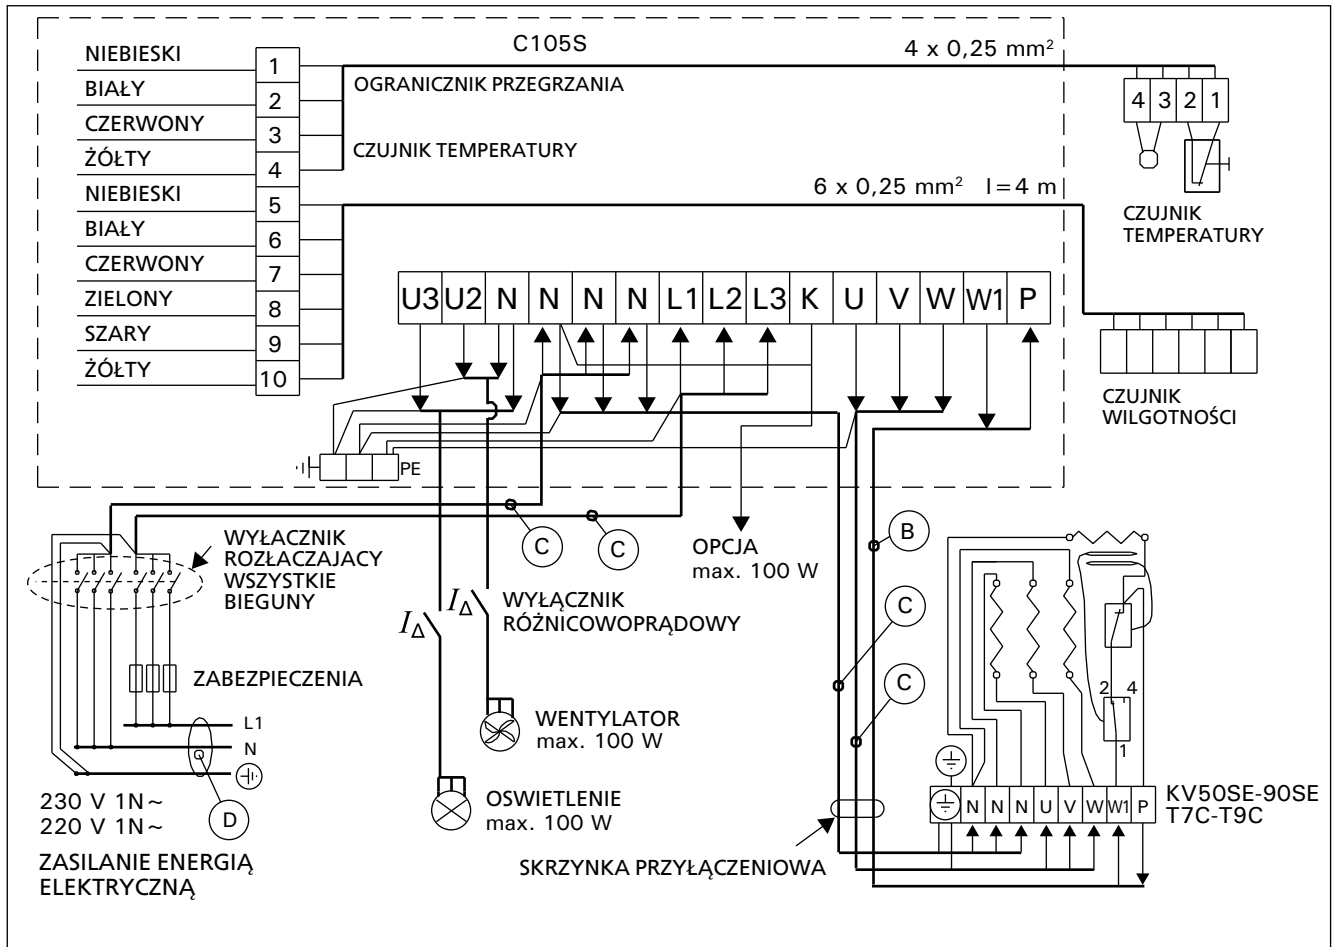 C105S
4 x 0,25 mm²
NIEBIESKI 1
BIAŁY 2
CZERWONY 3
ŻÓŁTY 4
NIEBIESKI 5
BIAŁY 6
CZERWONY 7
ZIELONY 8
SZARY 9
ŻÓŁTY 10
OGRANICZNIK PRZEGRZANIA
CZUJNIK TEMPERATURY
4 3 2 1
CZUJNIK
TEMPERATURY
6 x 0,25 mm² l=4 m
CZUJNIK
WILGOTNOŚCI
U3 U2 N N N N L1 L2 L3 K U V W W1 P
PE
WYŁACZNIK
ROZŁACZAJACY
WSZYSTKIE
BIEGUNY
C
C
OPCJA
max. 100 W
B
C
C
I∆
I∆
WYŁĄCZNIK
RÓŻNICOWOPRĄDOWY
ZABEZPIECZENIA
L1
N
D
230 V 1N~
220 V 1N~
ZASILANIE ENERGIĄ
ELEKTRYCZNĄ
WENTYLATOR
max. 100 W
OSWIETLENIE
max. 100 W
SKRZYNKA PRZYŁĄCZENIOWA
2 4
1
N N N U V W W1 P
KV50SE-90SE
T7C-T9C